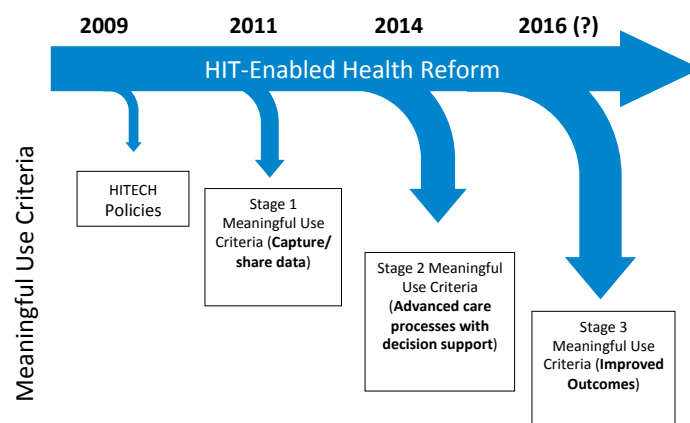 2009 2011 2014 2016 (?)
HIT-Enabled Health Reform
Meaningful Use Criteria
HITECH
Policies
Stage 1
Meaningful Use
Criteria (Capture/
share data)
Stage 2 Meaningful
Use Criteria
(Advanced care
processes with
decision support)
Stage 3
Meaningful Use
Criteria (Improved
Outcomes)